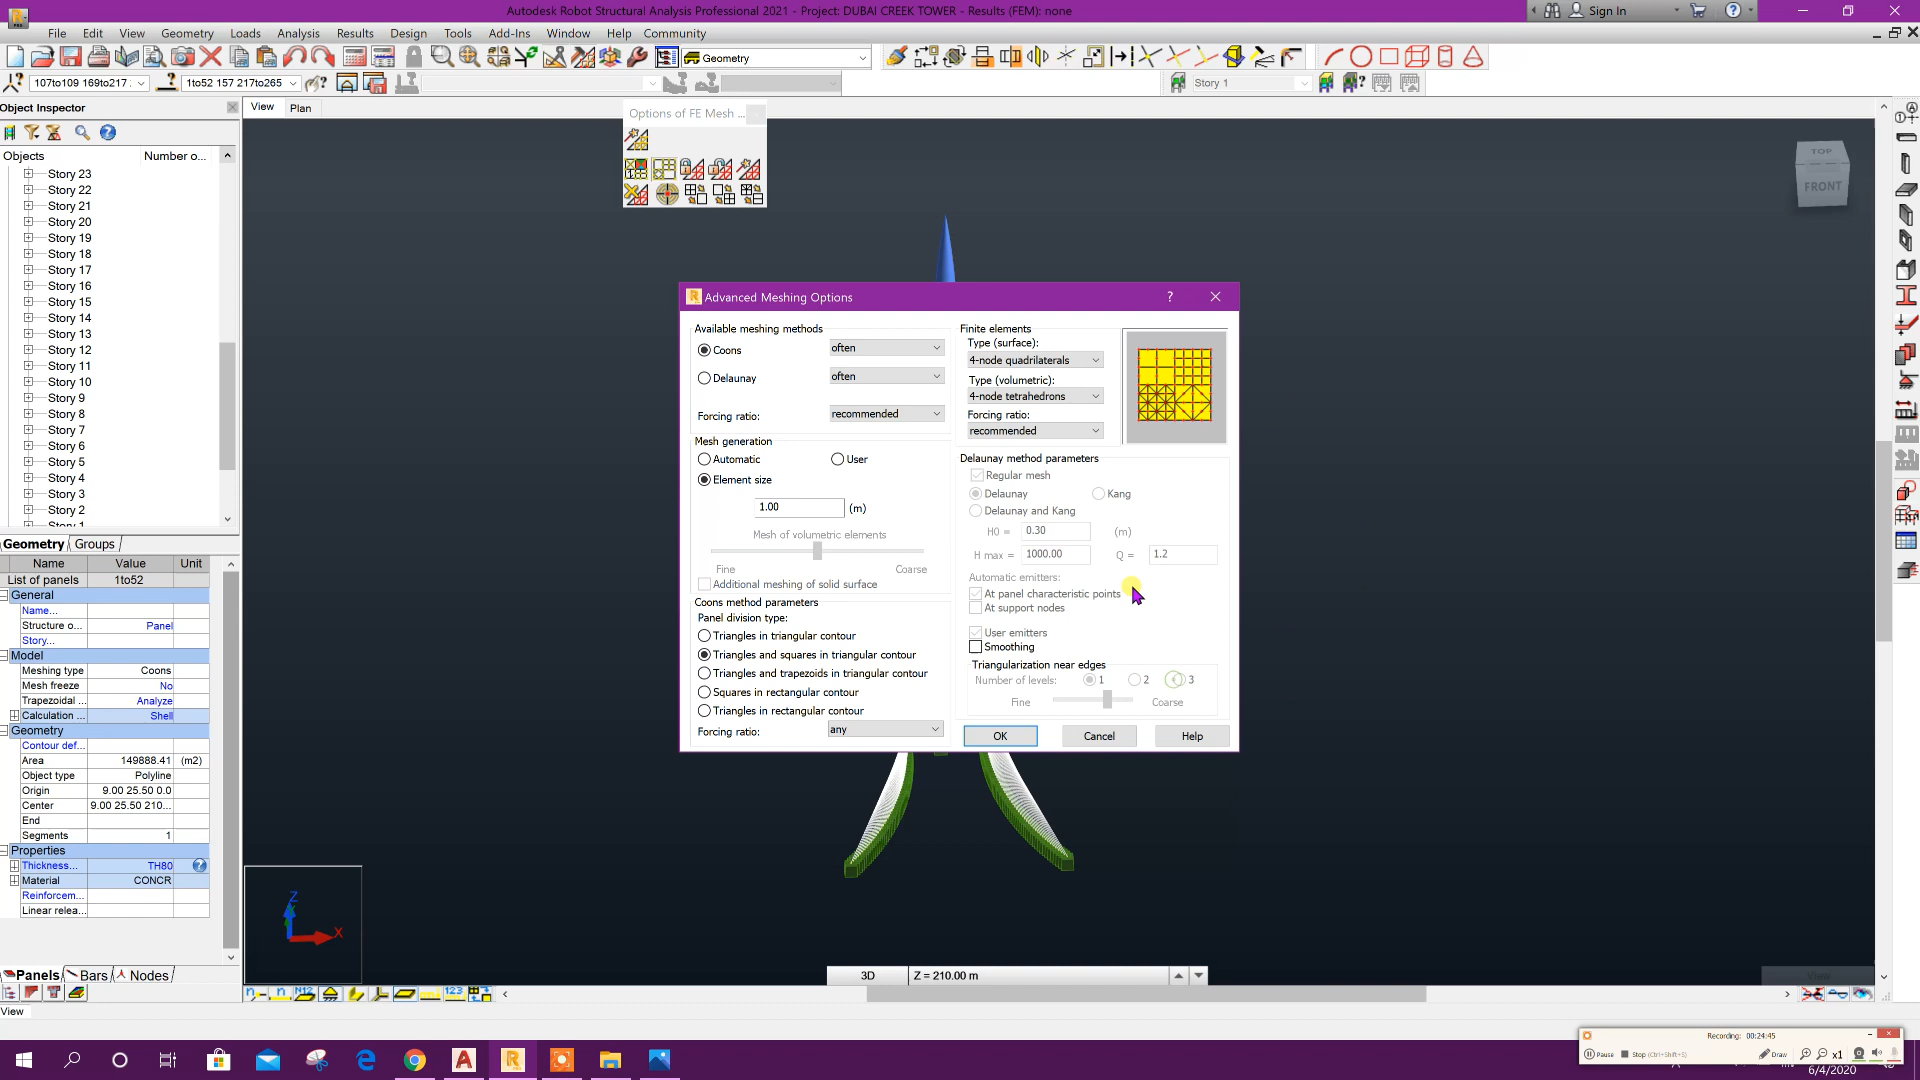 Autodesk Robot Structural Analysis Professional 2021 - Project: DUBAI CREEK TOWER - Results (FEM): none
Sign In
File Edit View Geometry Loads Analysis Results Design Tools Add-Ins Window Help Community
Geometry
107to109 169to217
1to52 157 217to265
Story 1
Object Inspector
View Plan
Options of FE Mesh ...
Objects Number o...
Story 23
Story 22
Story 21
Story 20
Story 19
Story 18
Story 17
Story 16
Story 15
Story 14
Story 13
Story 12
Story 11
Story 10
Story 9
Story 8
Story 7
Story 6
Story 5
Story 4
Story 3
Story 2
Story 1
Geometry Groups
Name Value Unit
List of panels 1to52
General
Name...
Structure o... Panel
Story...
Model
Meshing type Coons
Mesh freeze No
Trapezoidal ... Analyze
Calculation ... Shell
Geometry
Contour def...
Area 149888.41 (m2)
Object type Polyline
Origin 9.00 25.50 0.0
Center 9.00 25.50 210...
End
Segments 1
Properties
Thickness... TH80
Material CONCR
Reinforcem...
Linear relea...
Panels Bars Nodes
View
TOP
FRONT
Advanced Meshing Options
Available meshing methods
Coons often
Delaunay often
Forcing ratio: recommended
Mesh generation
Automatic User
Element size
1.00 (m)
Mesh of volumetric elements
Fine Coarse
Additional meshing of solid surface
Coons method parameters
Panel division type:
Triangles in triangular contour
Triangles and squares in triangular contour
Triangles and trapezoids in triangular contour
Squares in rectangular contour
Triangles in rectangular contour
Forcing ratio: any
Finite elements
Type (surface):
4-node quadrilaterals
Type (volumetric):
4-node tetrahedrons
Forcing ratio:
recommended
Delaunay method parameters
Regular mesh
Delaunay Kang
Delaunay and Kang
H0 = 0.30 (m)
H max = 1000.00 Q = 1.2
Automatic emitters:
At panel characteristic points
At support nodes
User emitters
Smoothing
Triangularization near edges
Number of levels: 1 2 3
Fine Coarse
OK Cancel Help
Z
X
3D Z = 210.00 m
View
Recording: 00:24:45
Pause Stop (Ctrl+Shift+S) Draw x1
6/4/2020